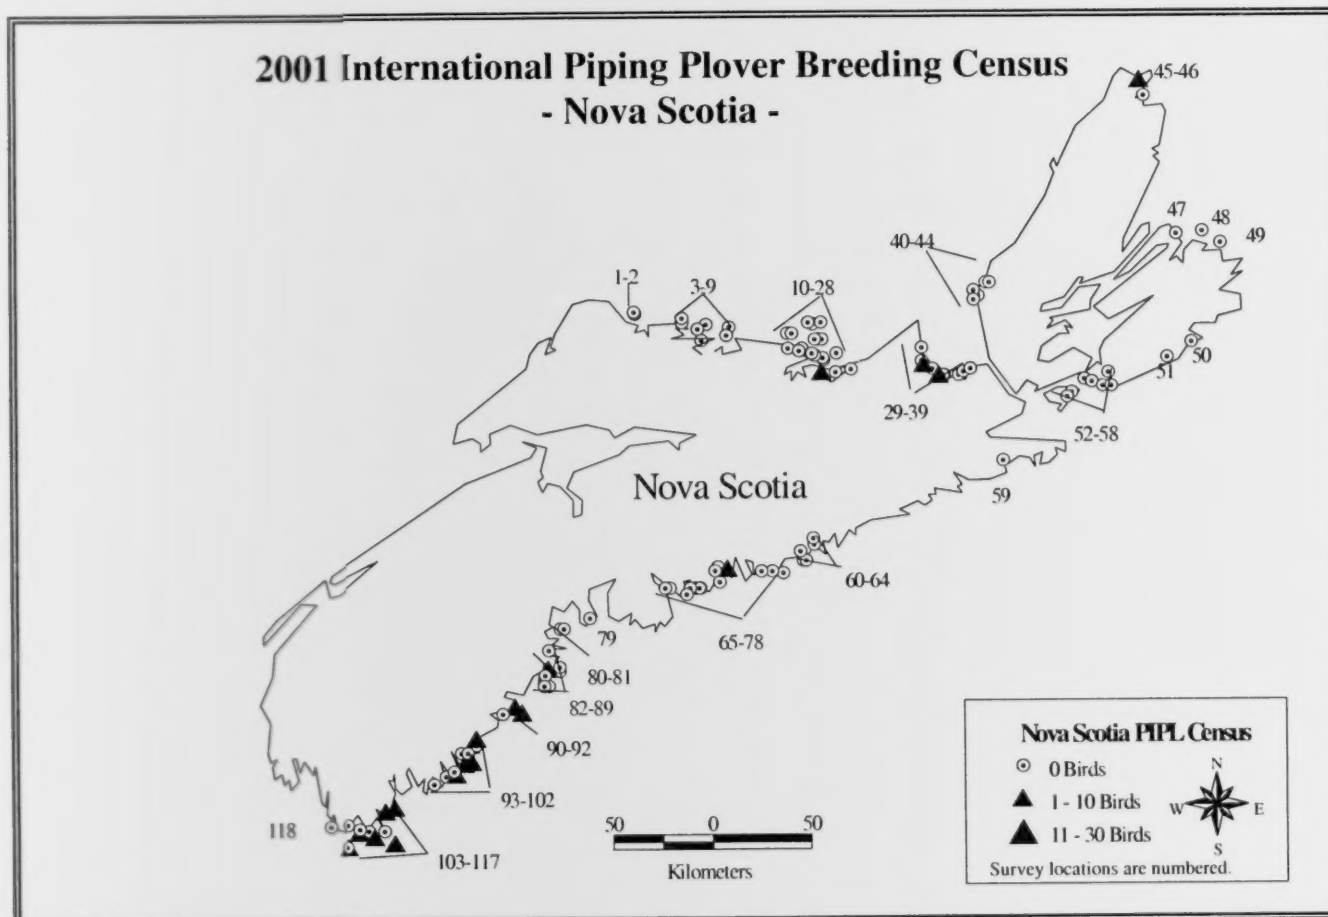 2001 International Piping Plover Breeding Census
- Nova Scotia -
45-46
47
48
49
40-44
1-2
3-9
10-28
50
51
29-39
52-58
Nova Scotia
59
60-64
65-78
79
80-81
82-89
90-92
93-102
118
103-117
50 0 50
Kilometers
Nova Scotia PIPL Census
0 Birds
1 - 10 Birds
11 - 30 Birds
N
W E
S
Survey locations are numbered.